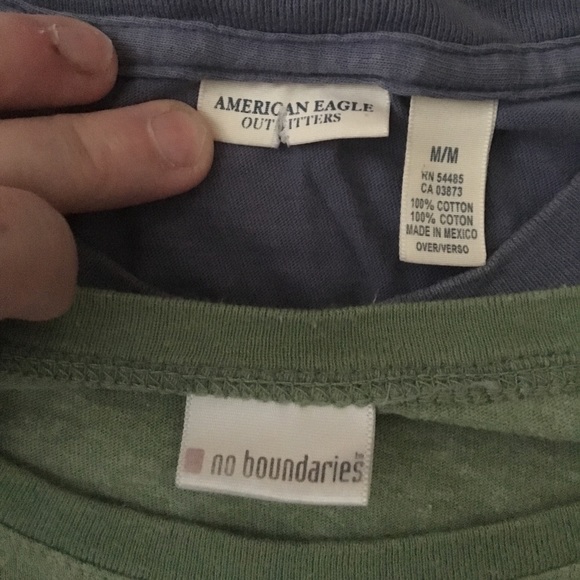 AMERICAN EAGLE
OUTFITTERS
M/M
RN 54485
CA 03873
100% COTTON
100% COTON
MADE IN MEXICO
OVER/VERSO
no boundaries